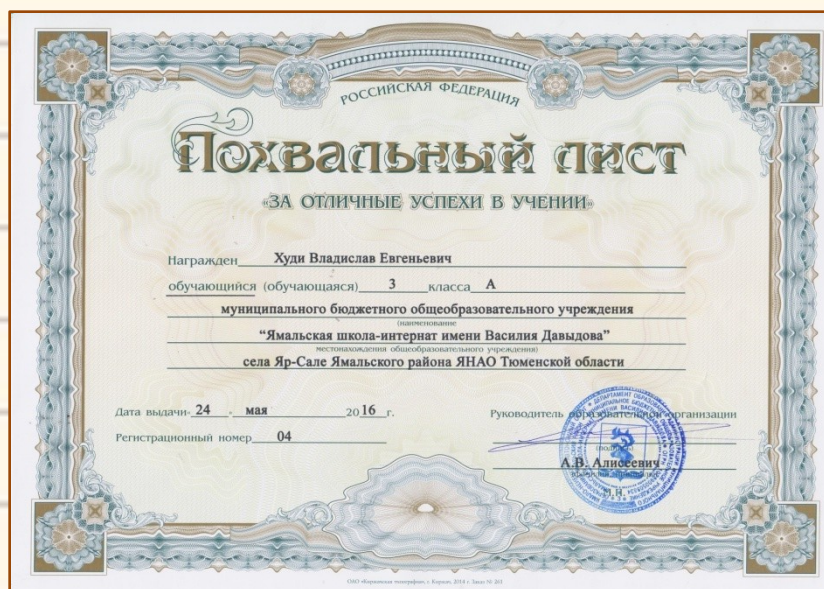 РОССИЙСКАЯ ФЕДЕРАЦИЯ
Похвальный лист
«ЗА ОТЛИЧНЫЕ УСПЕХИ В УЧЕНИИ»
Награжден Худи Владислав Евгеньевич
обучающийся (обучающаяся) 3 класса А
муниципального бюджетного общеобразовательного учреждения
(наименование
"Ямальская школа-интернат имени Василия Давыдова"
местонахождения общеобразовательного учреждения)
села Яр-Сале Ямальского района ЯНАО Тюменской области
Дата выдачи 24 мая 2016 г.
Руководитель образовательной организации
Регистрационный номер 04
(подпись)
А.В. Алисеевич
М.П.